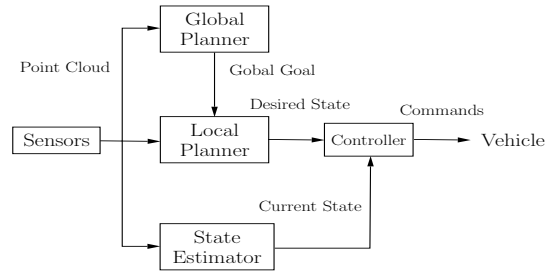 Global
Planner
Point Cloud
Gobal Goal
Desired State
Commands
Sensors
Local
Planner
Controller
Vehicle
Current State
State
Estimator